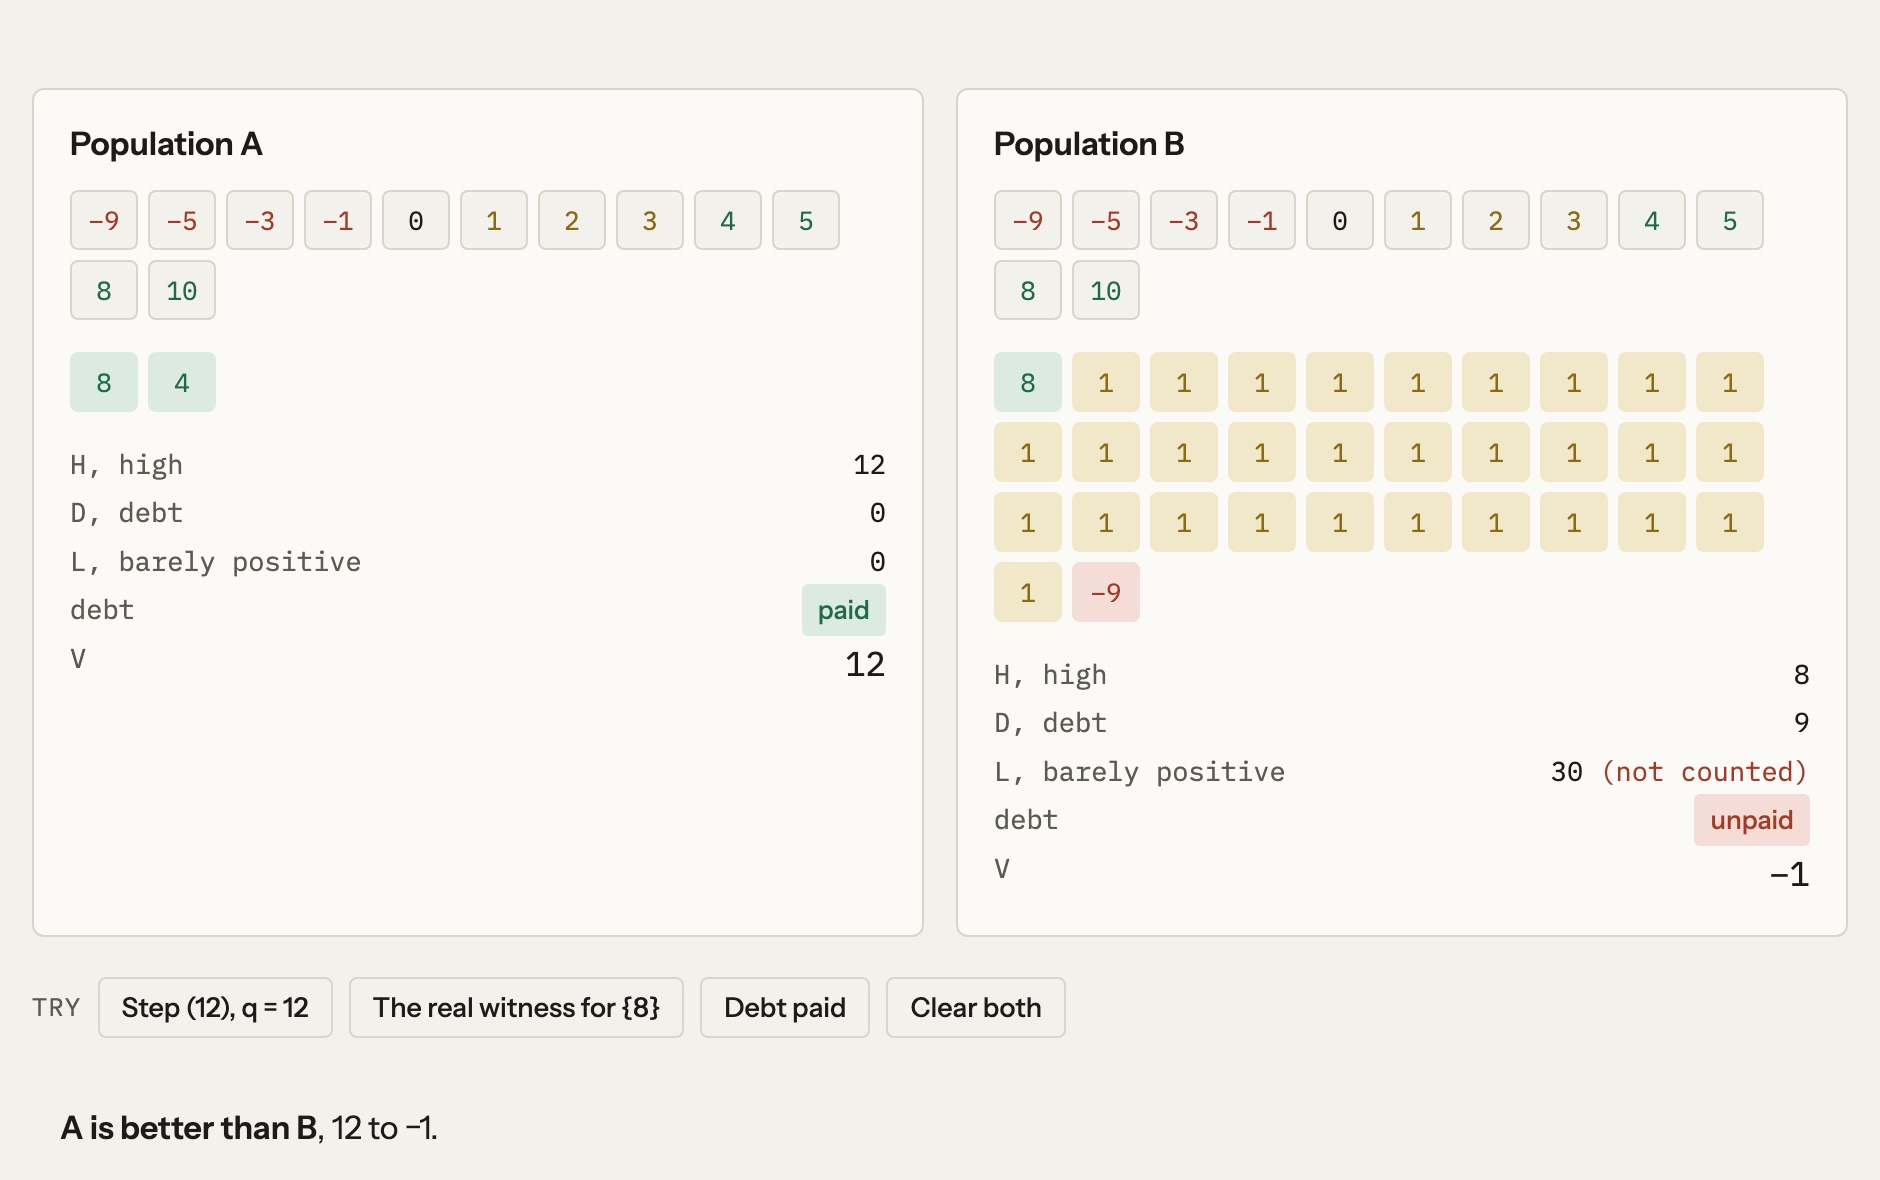 Population A
−9 −5 −3 −1 0 1 2 3 4 5
8 10
8 4
H, high 12
D, debt 0
L, barely positive 0
debt paid
V 12
Population B
−9 −5 −3 −1 0 1 2 3 4 5
8 10
8 1 1 1 1 1 1 1 1 1
1 1 1 1 1 1 1 1 1 1
1 1 1 1 1 1 1 1 1 1
1 −9
H, high 8
D, debt 9
L, barely positive 30 (not counted)
debt unpaid
V −1
TRY Step (12), q = 12 The real witness for {8} Debt paid Clear both
A is better than B, 12 to −1.